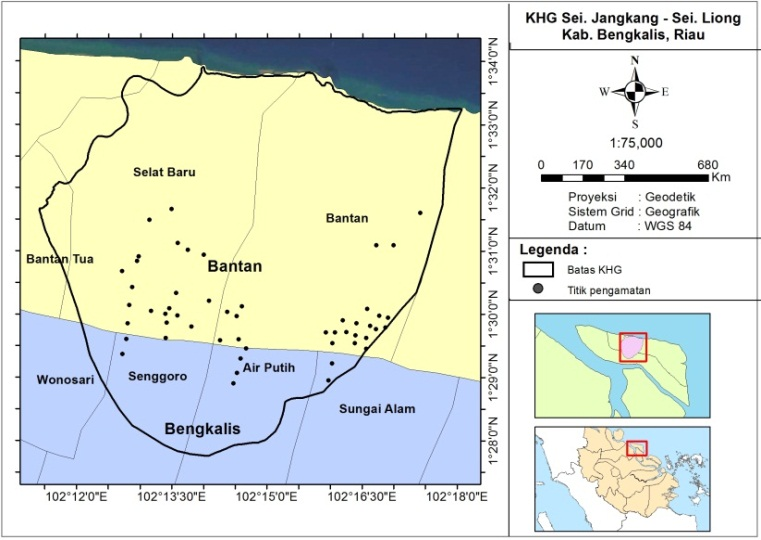 KHG Sei. Jangkang - Sei. Liong
Kab. Bengkalis, Riau
N
W E
S
1:75,000
0 170 340 680
Km
Proyeksi : Geodetik
Sistem Grid : Geografik
Datum : WGS 84
Legenda :
Batas KHG
Titik pengamatan
Selat Baru
Bantan
Bantan Tua
Bantan
Wonosari
Senggoro
Air Putih
Sungai Alam
Bengkalis
1°34'0"N
1°33'0"N
1°32'0"N
1°31'0"N
1°30'0"N
1°29'0"N
1°28'0"N
102°12'0"E 102°13,30"E 102°15'0"E 102°16,30"E 102°18'0"E